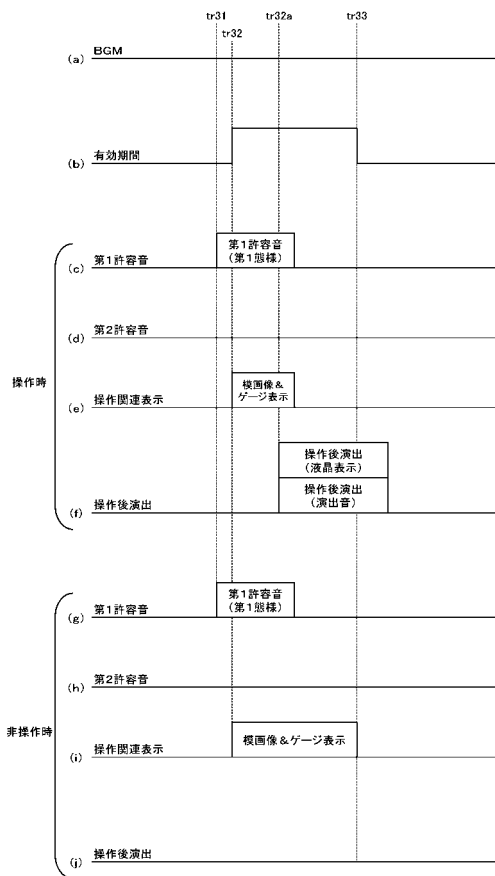 tr31
tr32a
tr33
tr32
(a)
BGM
(b)
有効期間
操作時
(c)
第1許容音
第1許容音
(第1態様)
(d)
第2許容音
(e)
操作関連表示
模画像&
ゲージ表示
(f)
操作後演出
操作後演出
(液晶表示)
操作後演出
(演出音)
非操作時
(g)
第1許容音
第1許容音
(第1態様)
(h)
第2許容音
(i)
操作関連表示
模画像&ゲージ表示
(j)
操作後演出